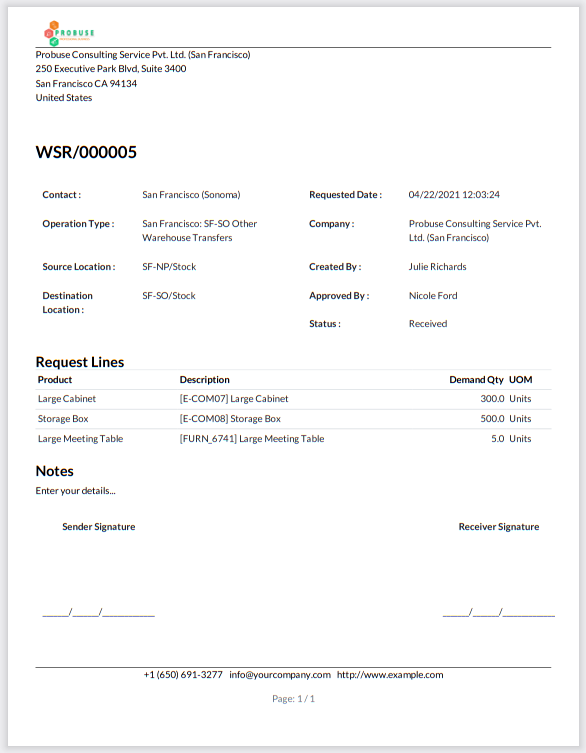 PROBUSE
Probuse Consulting Service Pvt. Ltd. (San Francisco)
250 Executive Park Blvd, Suite 3400
San Francisco CA 94134
United States
WSR/000005
Contact : San Francisco (Sonoma) Requested Date : 04/22/2021 12:03:24
Operation Type : San Francisco: SF-SO Other Company : Probuse Consulting Service Pvt.
Warehouse Transfers Ltd. (San Francisco)
Source Location : SF-NP/Stock Created By : Julie Richards
Destination SF-SO/Stock Approved By : Nicole Ford
Location :
Status : Received
Request Lines
Product Description Demand Qty UOM
Large Cabinet [E-COM07] Large Cabinet 300.0 Units
Storage Box [E-COM08] Storage Box 500.0 Units
Large Meeting Table [FURN_6741] Large Meeting Table 5.0 Units
Notes
Enter your details...
Sender Signature Receiver Signature
_____/_____/__________ _____/_____/__________
+1 (650) 691-3277 info@yourcompany.com http://www.example.com
Page: 1 / 1